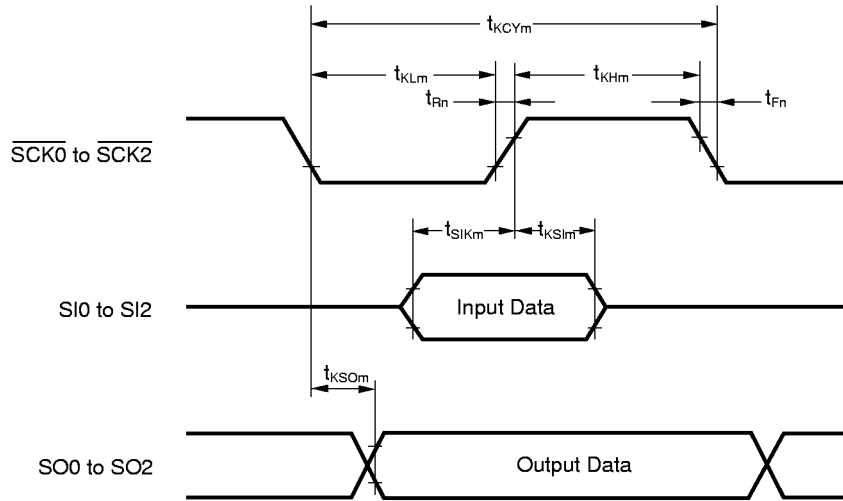 tKCYm
tKLm
tKHm
tRn
tFn
SCK0 to SCK2
tSIKm
tKSIm
SI0 to SI2
Input Data
tKSOm
SO0 to SO2
Output Data